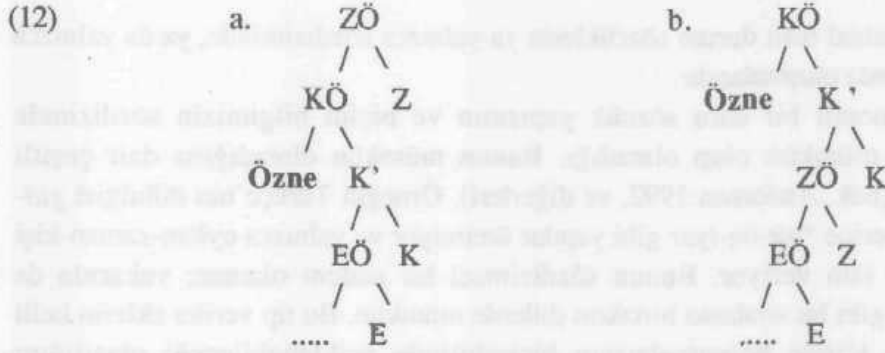 (12) a. ZÖ b. KÖ
KÖ Z Özne K'
Özne K' ZÖ K
EÖ K EÖ Z
...... E ..... E